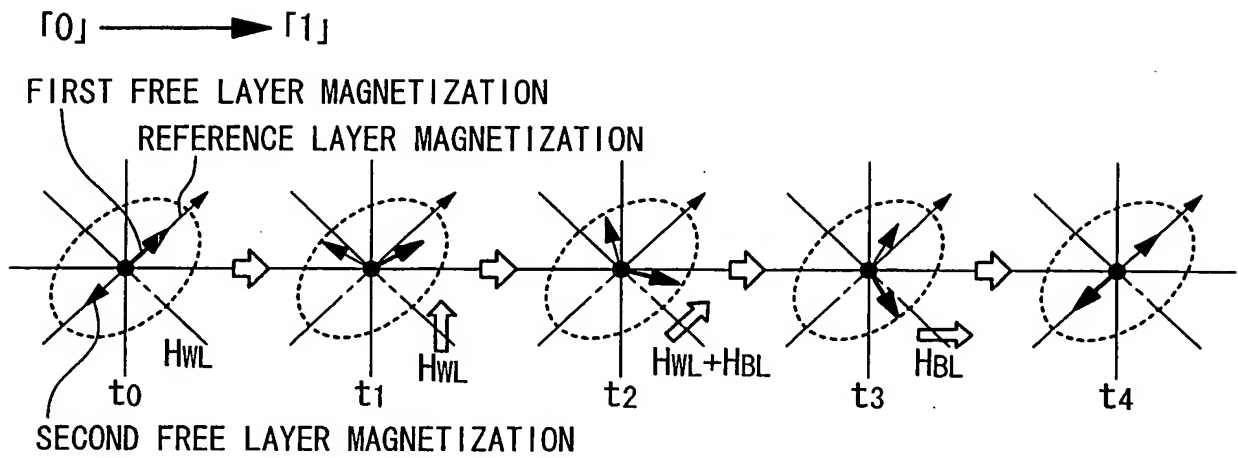 「0」 「1」
FIRST FREE LAYER MAGNETIZATION
REFERENCE LAYER MAGNETIZATION
HWL HWL HWL+HBL HBL
t0 t1 t2 t3 t4
SECOND FREE LAYER MAGNETIZATION